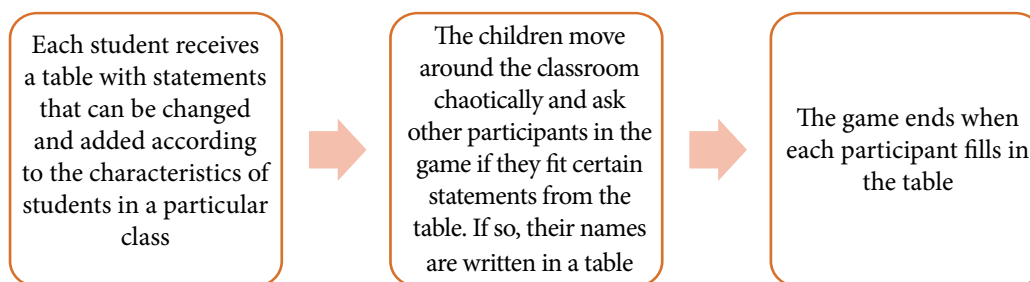 Each student receives
a table with statements
that can be changed
and added according
to the characteristics of
students in a particular
class
The children move
around the classroom
chaotically and ask
other participants in the
game if they fit certain
statements from the
table. If so, their names
are written in a table
The game ends when
each participant fills in
the table